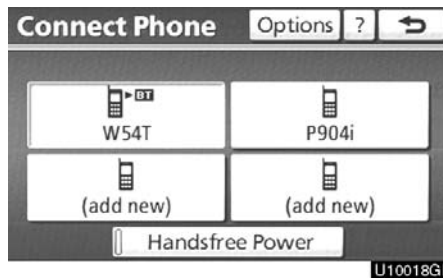 Connect Phone Options ?
BT
W54T P904i
(add new) (add new)
Handsfree Power
U10018G